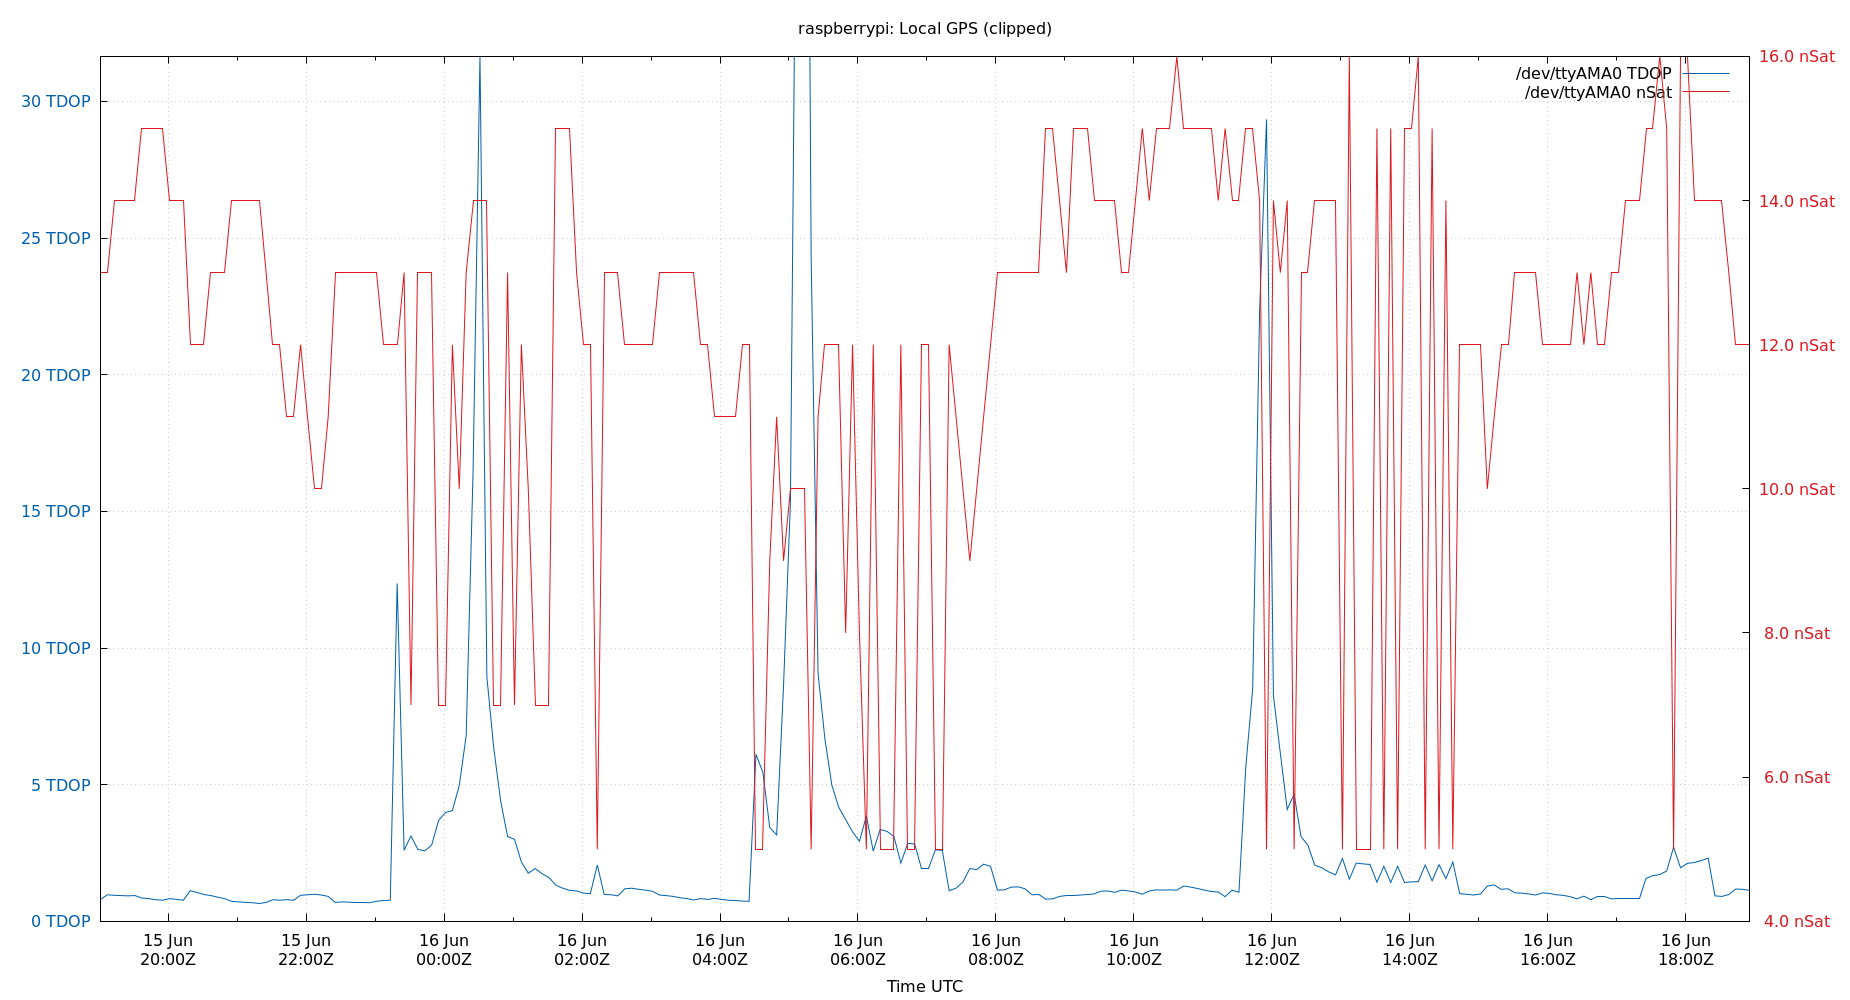 raspberrypi: Local GPS (clipped)
/dev/ttyAMA0 TDOP
/dev/ttyAMA0 nSat
30 TDOP
25 TDOP
20 TDOP
15 TDOP
10 TDOP
5 TDOP
0 TDOP
16.0 nSat
14.0 nSat
12.0 nSat
10.0 nSat
8.0 nSat
6.0 nSat
4.0 nSat
15 Jun 15 Jun 16 Jun 16 Jun 16 Jun 16 Jun 16 Jun 16 Jun 16 Jun 16 Jun 16 Jun 16 Jun
20:00Z 22:00Z 00:00Z 02:00Z 04:00Z 06:00Z 08:00Z 10:00Z 12:00Z 14:00Z 16:00Z 18:00Z
Time UTC